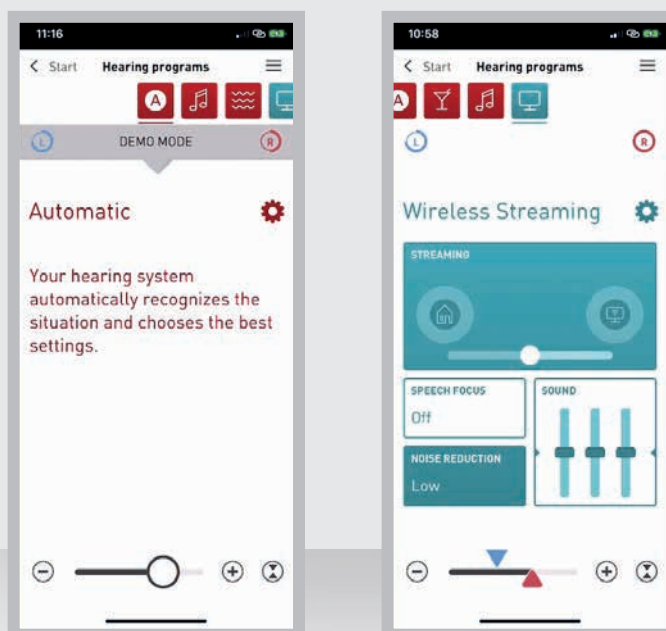 11:16
Start Hearing programs
A
L DEMO MODE R
Automatic
Your hearing system
automatically recognizes the
situation and chooses the best
settings.
10:58
Start Hearing programs
A
L R
Wireless Streaming
STREAMING
SPEECH FOCUS
Off
SOUND
NOISE REDUCTION
Low